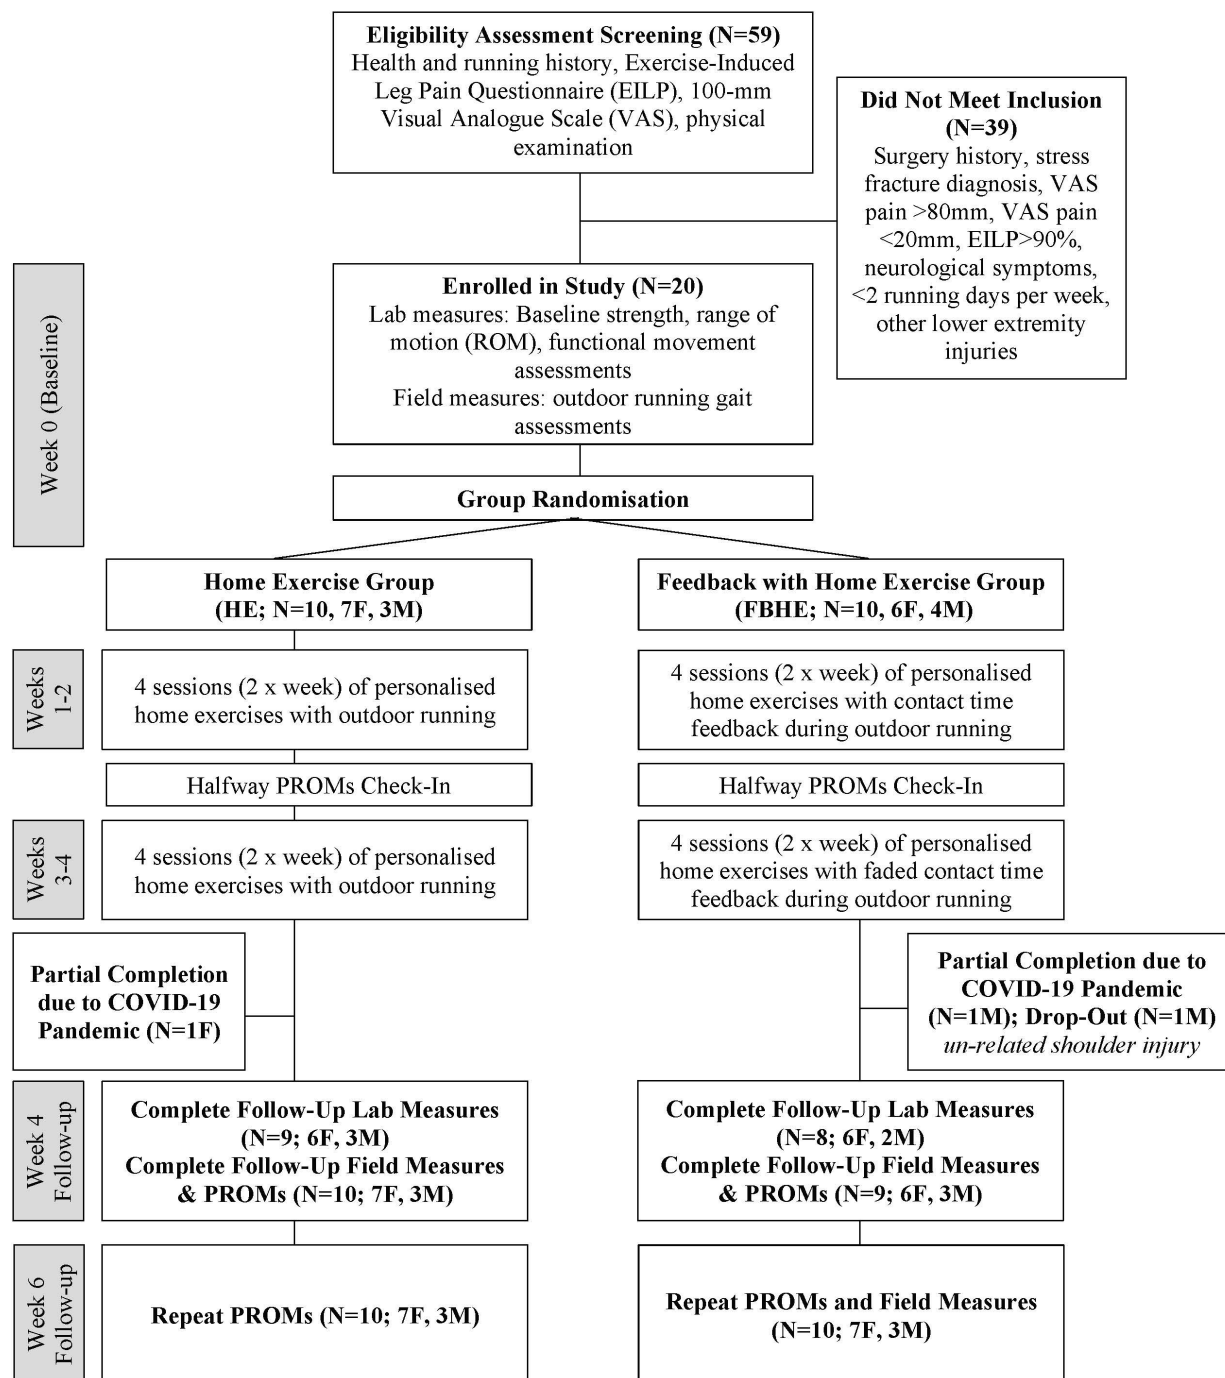 Eligibility Assessment Screening (N=59)
Health and running history, Exercise-Induced
Leg Pain Questionnaire (EILP), 100-mm
Visual Analogue Scale (VAS), physical
examination
Did Not Meet Inclusion
(N=39)
Surgery history, stress
fracture diagnosis, VAS
pain >80mm, VAS pain
<20mm, EILP>90%,
neurological symptoms,
<2 running days per week,
other lower extremity
injuries
Week 0 (Baseline)
Enrolled in Study (N=20)
Lab measures: Baseline strength, range of
motion (ROM), functional movement
assessments
Field measures: outdoor running gait
assessments
Group Randomisation
Home Exercise Group
(HE; N=10, 7F, 3M)
Feedback with Home Exercise Group
(FBHE; N=10, 6F, 4M)
Weeks
1-2
4 sessions (2 x week) of personalised
home exercises with outdoor running
4 sessions (2 x week) of personalised
home exercises with contact time
feedback during outdoor running
Halfway PROMs Check-In
Halfway PROMs Check-In
Weeks
3-4
4 sessions (2 x week) of personalised
home exercises with outdoor running
4 sessions (2 x week) of personalised
home exercises with faded contact time
feedback during outdoor running
Partial Completion
due to COVID-19
Pandemic (N=1F)
Partial Completion due to
COVID-19 Pandemic
(N=1M); Drop-Out (N=1M)
un-related shoulder injury
Week 4
Follow-up
Complete Follow-Up Lab Measures
(N=9; 6F, 3M)
Complete Follow-Up Field Measures
& PROMs (N=10; 7F, 3M)
Complete Follow-Up Lab Measures
(N=8; 6F, 2M)
Complete Follow-Up Field Measures
& PROMs (N=9; 6F, 3M)
Week 6
Follow-up
Repeat PROMs (N=10; 7F, 3M)
Repeat PROMs and Field Measures
(N=10; 7F, 3M)